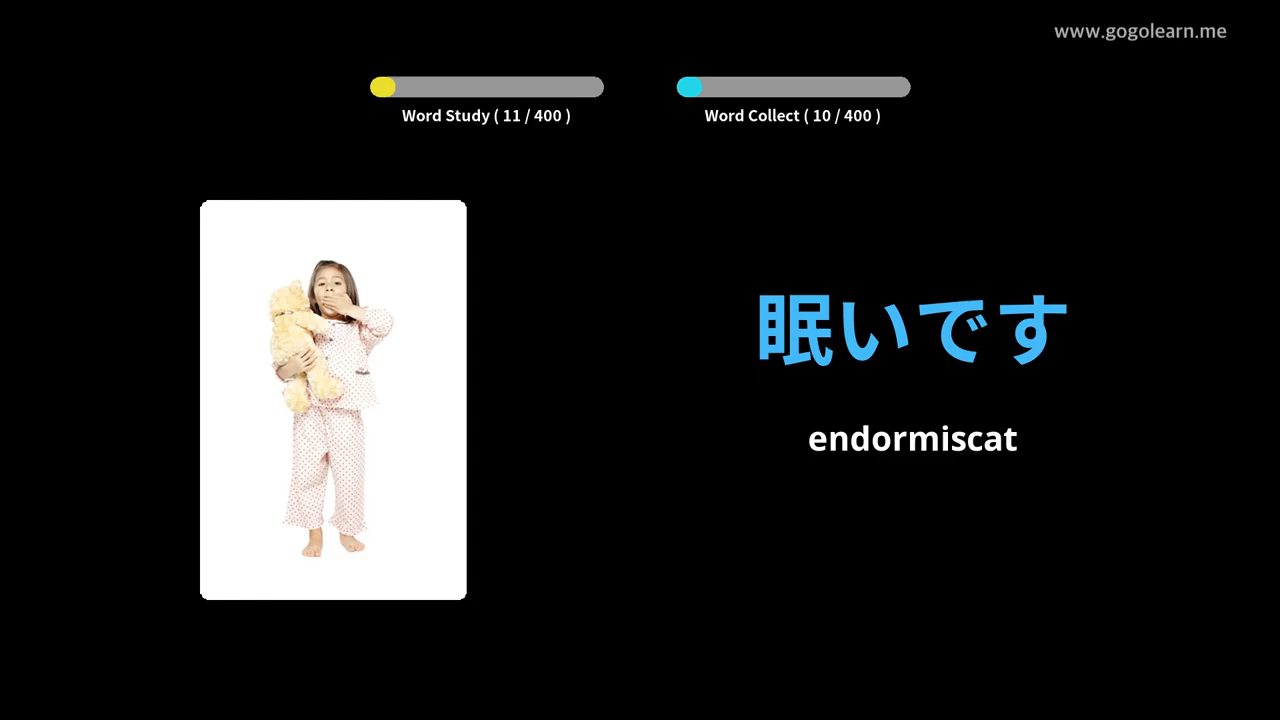 www.gogolearn.me
Word Study ( 11 / 400 )
Word Collect ( 10 / 400 )
眠いです
endormiscat